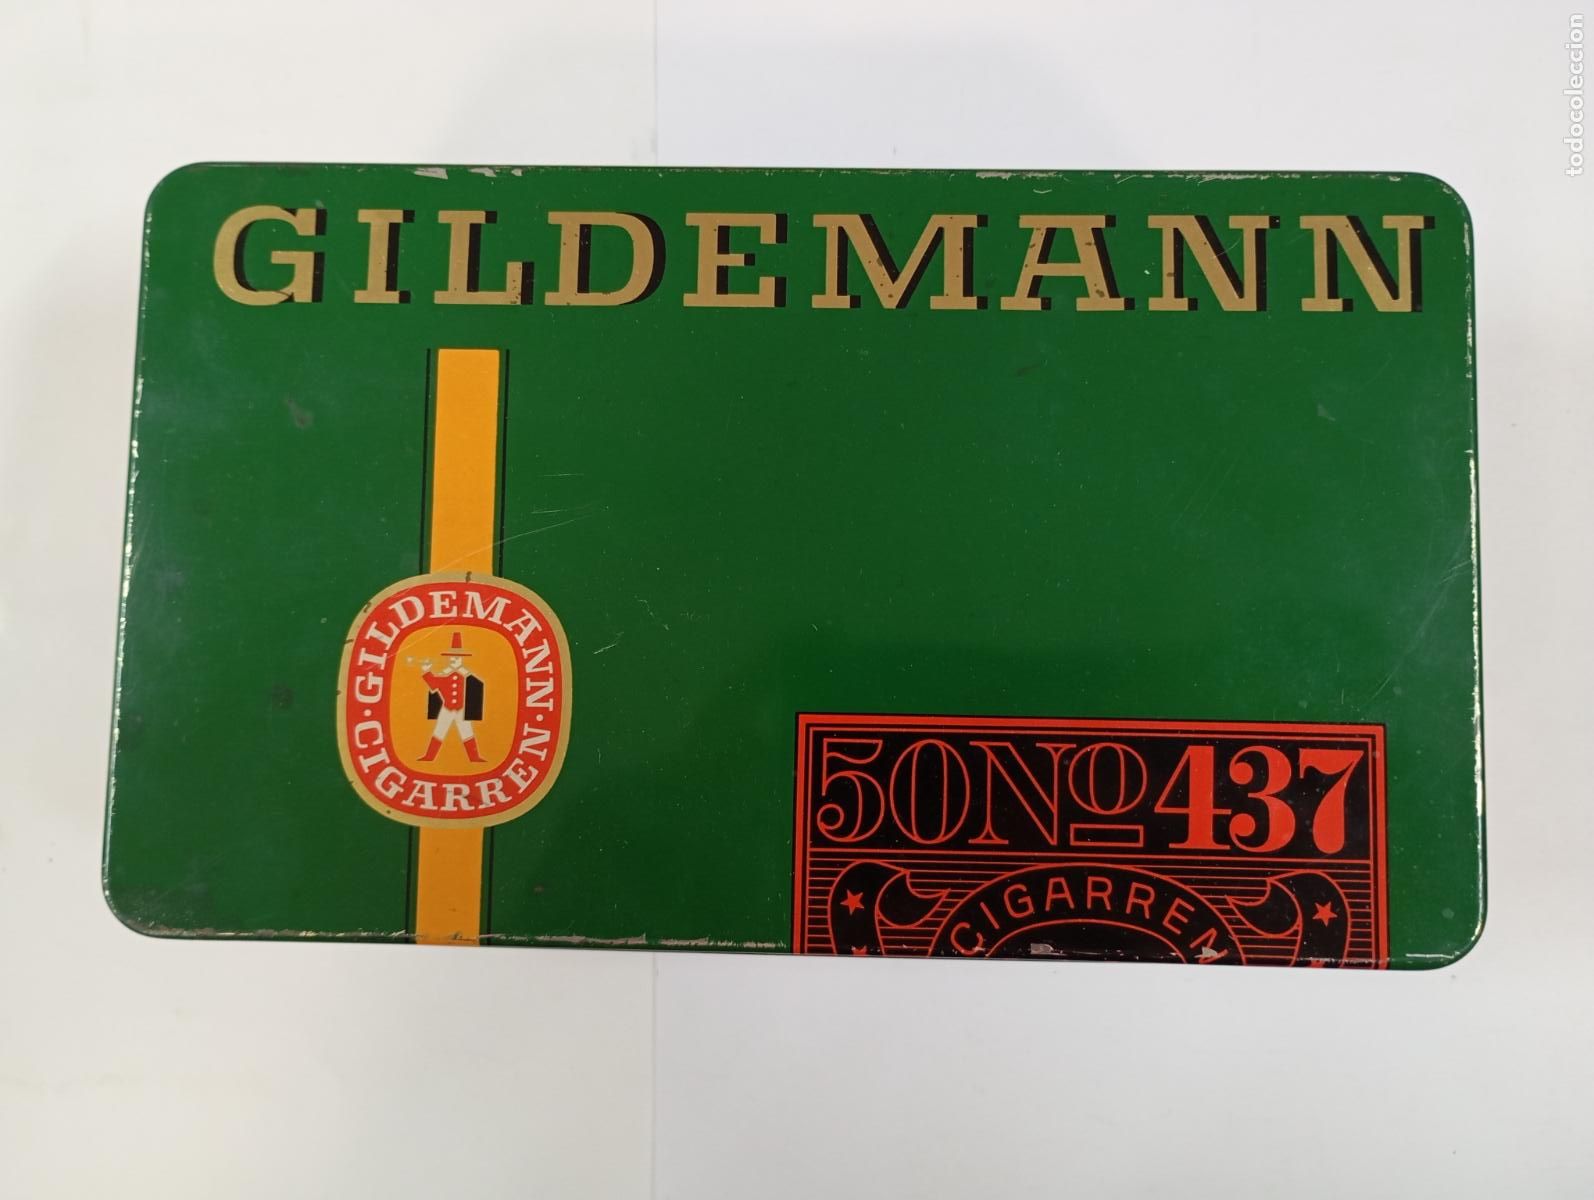 GILDEMANN
·GILDEMANN·
CIGARREN
50 No 437
CIGARREN
todocoleccion